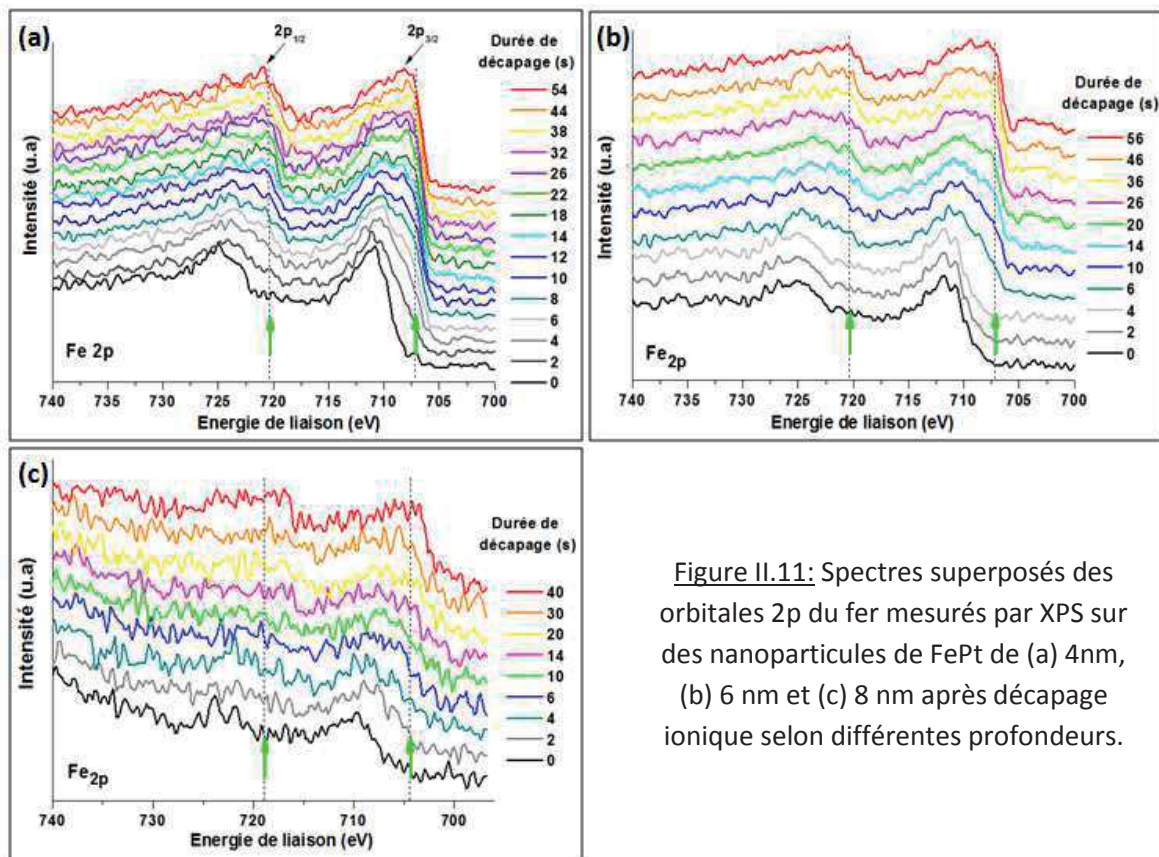 (a)
2p1/2
2p3/2
Durée de
décapage (s)
54
44
38
32
26
22
18
14
12
10
8
6
4
2
0
Intensité (u.a)
Fe 2p
740 735 730 725 720 715 710 705 700
Energie de liaison (eV)
(b)
Durée de
décapage (s)
56
46
36
26
20
14
10
6
4
2
0
Intensité (u.a)
Fe2p
740 735 730 725 720 715 710 705 700
Energie de liaison (eV)
(c)
Durée de
décapage (s)
40
30
20
14
10
6
4
2
0
Intensité (u.a)
Fe2p
740 730 720 710 700
Energie de liaison (eV)
Figure II.11: Spectres superposés des
orbitales 2p du fer mesurés par XPS sur
des nanoparticules de FePt de (a) 4nm,
(b) 6 nm et (c) 8 nm après décapage
ionique selon différentes profondeurs.